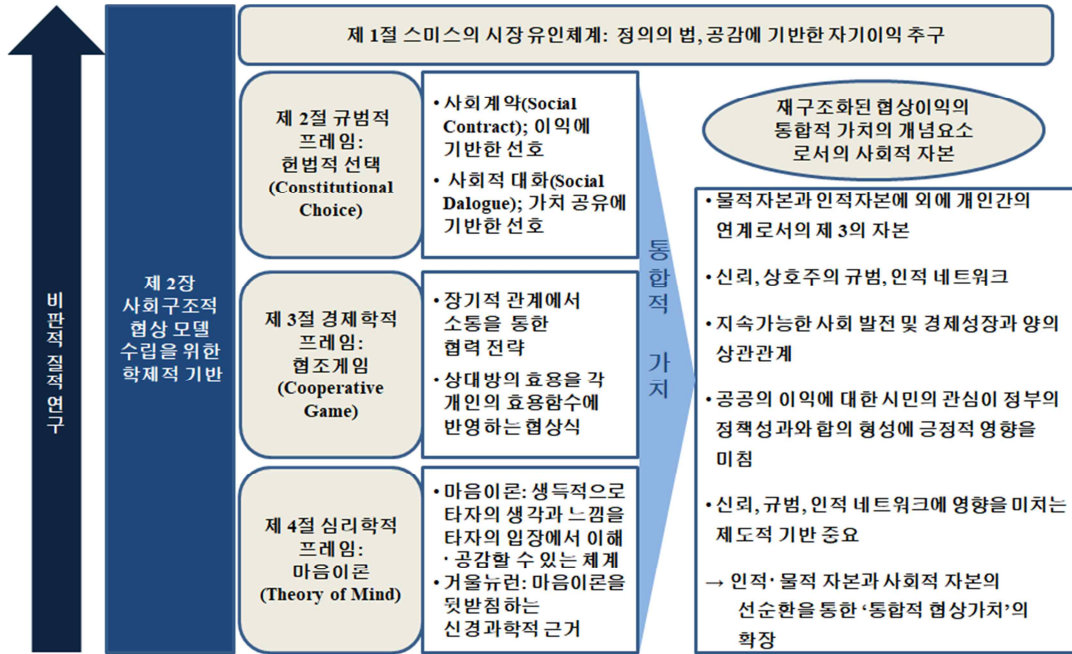 비판적 질적 연구
제 2장
사회구조적
협상 모델
수립을 위한
학제적 기반
제 1절 스미스의 시장 유인체계: 정의의 법, 공감에 기반한 자기이익 추구
제 2절 규범적
프레임:
헌법적 선택
(Constitutional
Choice)
• 사회계약(Social
Contract); 이익에
기반한 선호
• 사회적 대화(Social
Dialogue); 가치 공유에
기반한 선호
제 3절 경제학적
프레임:
협조게임
(Cooperative
Game)
• 장기적 관계에서
소통을 통한
협력 전략
• 상대방의 효용을 각
개인의 효용함수에
반영하는 협상식
제 4절 심리학적
프레임:
마음이론
(Theory of Mind)
• 마음이론: 생득적으로
타자의 생각과 느낌을
타자의 입장에서 이해
· 공감할 수 있는 체계
• 거울뉴런: 마음이론을
뒷받침하는
신경과학적 근거
통합적 가치
재구조화된 협상이익의
통합적 가치의 개념요소
로서의 사회적 자본
• 물적자본과 인적자본에 외에 개인간의
연계로서의 제 3의 자본
• 신뢰, 상호주의 규범, 인적 네트워크
• 지속가능한 사회 발전 및 경제성장과 양의
상관관계
• 공공의 이익에 대한 시민의 관심이 정부의
정책성과와 합의 형성에 긍정적 영향을
미침
• 신뢰, 규범, 인적 네트워크에 영향을 미치는
제도적 기반 중요
→ 인적· 물적 자본과 사회적 자본의
선순환을 통한 ‘통합적 협상가치’의
확장